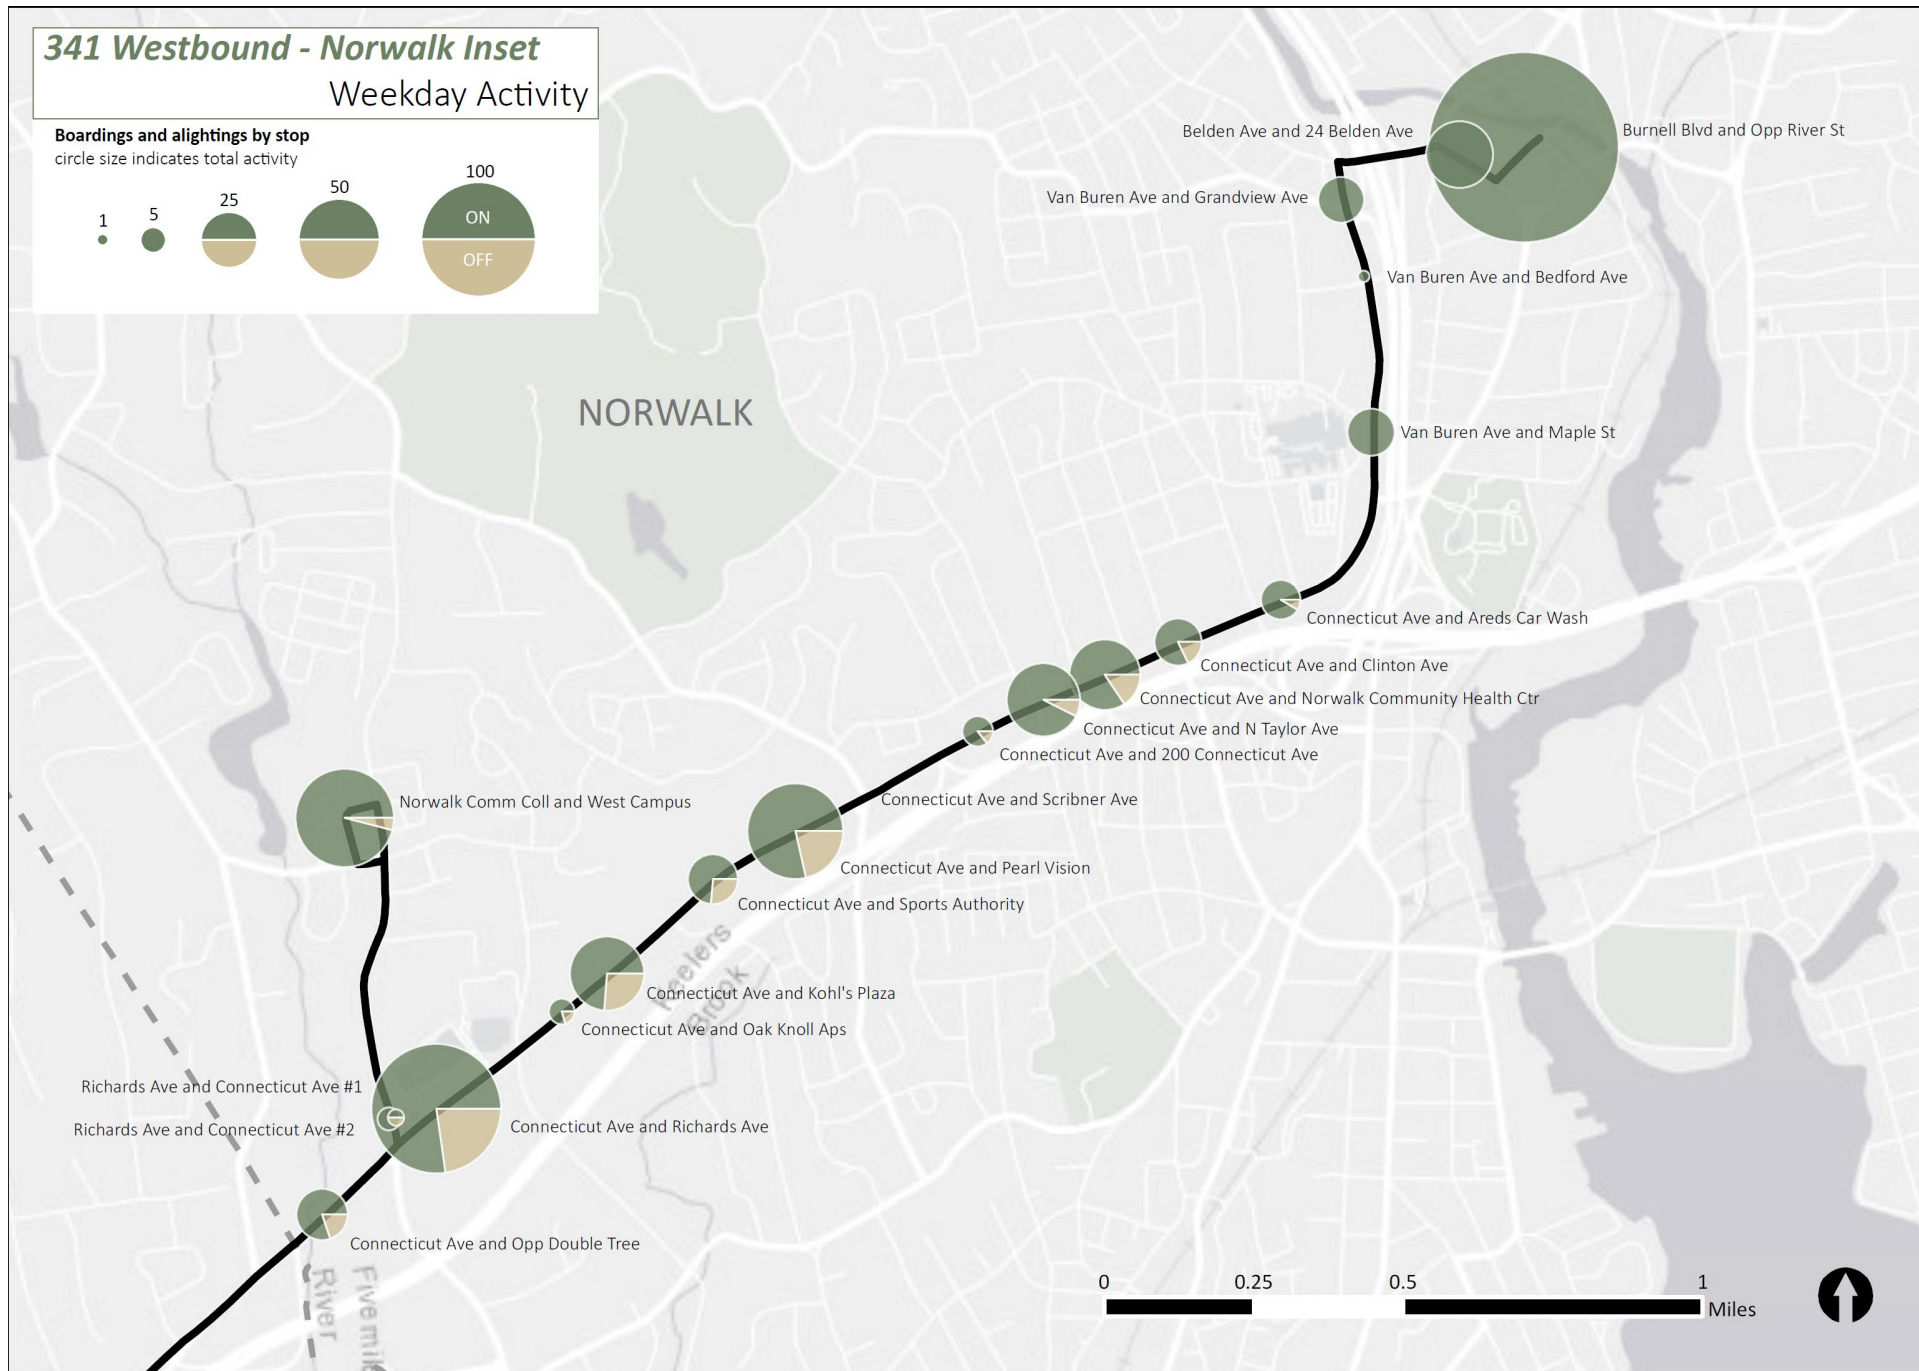 341 Westbound - Norwalk Inset
Weekday Activity
Boardings and alightings by stop
circle size indicates total activity
1
5
25
50
100
ON
OFF
Belden Ave and 24 Belden Ave
Burnell Blvd and Opp River St
Van Buren Ave and Grandview Ave
Van Buren Ave and Bedford Ave
NORWALK
Van Buren Ave and Maple St
Connecticut Ave and Areds Car Wash
Connecticut Ave and Clinton Ave
Connecticut Ave and Norwalk Community Health Ctr
Connecticut Ave and N Taylor Ave
Connecticut Ave and 200 Connecticut Ave
Norwalk Comm Coll and West Campus
Connecticut Ave and Scribner Ave
Connecticut Ave and Pearl Vision
Connecticut Ave and Sports Authority
Keelers
Brook
Connecticut Ave and Kohl's Plaza
Connecticut Ave and Oak Knoll Aps
Richards Ave and Connecticut Ave #1
Richards Ave and Connecticut Ave #2
Connecticut Ave and Richards Ave
Connecticut Ave and Opp Double Tree
Fivemil
River
0
0.25
0.5
1
Miles